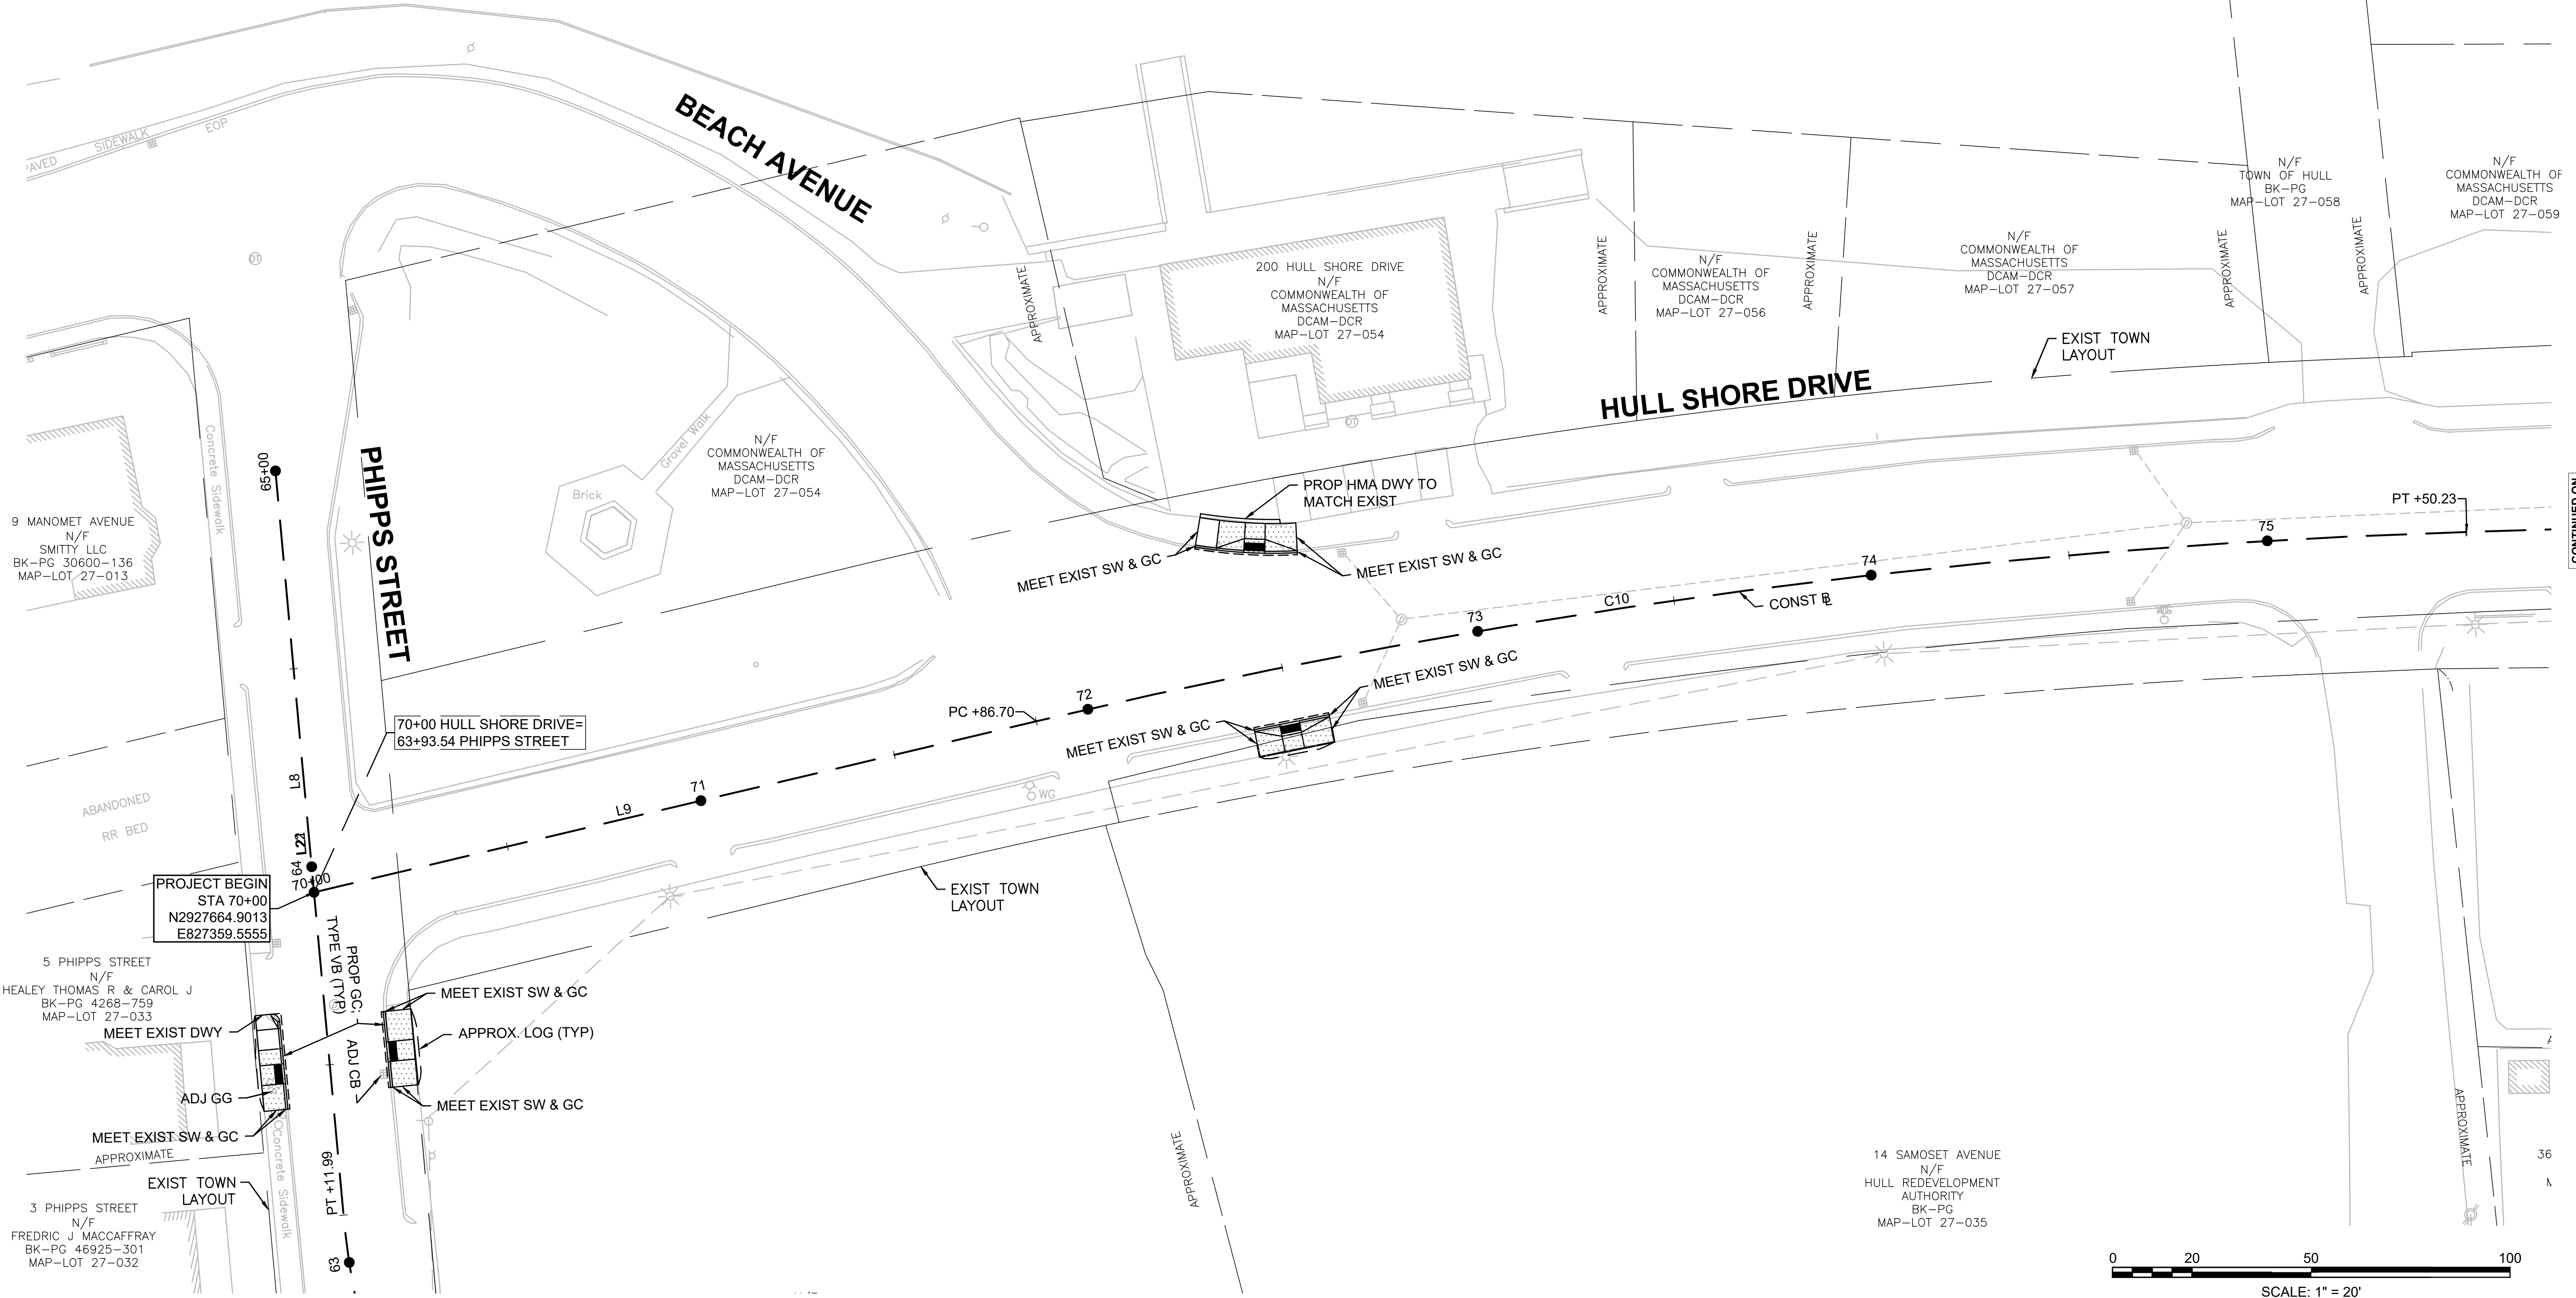 BEACH AVENUE
PAVED SIDEWALK
EOP
N/F
TOWN OF HULL
BK-PG
MAP-LOT 27-058
N/F
COMMONWEALTH OF
MASSACHUSETTS
DCAM-DCR
MAP-LOT 27-059
200 HULL SHORE DRIVE
N/F
COMMONWEALTH OF
MASSACHUSETTS
DCAM-DCR
MAP-LOT 27-054
N/F
COMMONWEALTH OF
MASSACHUSETTS
DCAM-DCR
MAP-LOT 27-056
N/F
COMMONWEALTH OF
MASSACHUSETTS
DCAM-DCR
MAP-LOT 27-057
APPROXIMATE
APPROXIMATE
APPROXIMATE
APPROXIMATE
APPROXIMATE
OT
OT
EXIST TOWN
LAYOUT
HULL SHORE DRIVE
PHIPPS STREET
Concrete Sidewalk
65+00
Gravel Walk
Brick
N/F
COMMONWEALTH OF
MASSACHUSETTS
DCAM-DCR
MAP-LOT 27-054
9 MANOMET AVENUE
N/F
SMITTY LLC
BK-PG 30600-136
MAP-LOT 27-013
PROP HMA DWY TO
MATCH EXIST
MEET EXIST SW & GC
MEET EXIST SW & GC
PT +50.23
CONTINUED ON
75
74
73
C10
CONST BL
WG
MEET EXIST SW & GC
MEET EXIST SW & GC
72
PC +86.70
70+00 HULL SHORE DRIVE=
63+93.54 PHIPPS STREET
71
L9
WG
L8
L22
64
70+00
ABANDONED
RR BED
PROJECT BEGIN
STA 70+00
N2927664.9013
E827359.5555
EXIST TOWN
LAYOUT
PROP GC;
TYPE VB (TYP)
ADJ CB
5 PHIPPS STREET
N/F
HEALEY THOMAS R & CAROL J
BK-PG 4268-759
MAP-LOT 27-033
MEET EXIST DWY
MEET EXIST SW & GC
APPROX. LOG (TYP)
MEET EXIST SW & GC
ADJ GG
MEET EXIST SW & GC
APPROXIMATE
EXIST TOWN
LAYOUT
Concrete Sidewalk
PT +11.99
63
3 PHIPPS STREET
N/F
FREDRIC J MACCAFFRAY
BK-PG 46925-301
MAP-LOT 27-032
APPROXIMATE
APPROXIMATE
14 SAMOSET AVENUE
N/F
HULL REDEVELOPMENT
AUTHORITY
BK-PG
MAP-LOT 27-035
36
0 20 50 100
SCALE: 1" = 20'